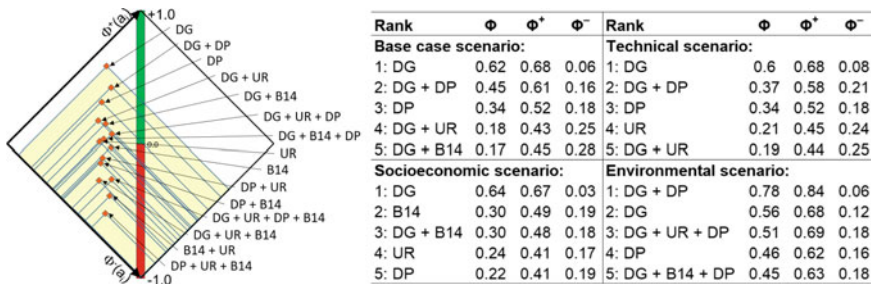 +1.0
Φ⁺(aᵢ)
DG
DG + DP
DP
DG + UR
DG + B14
DG + UR + DP
DG + B14 + DP
0.0
UR
B14
DP + UR
DP + B14
DG + UR + DP + B14
DG + UR + B14
B14 + UR
DP + UR + B14
Φ⁻(aᵢ)
-1.0
Rank Φ Φ⁺ Φ⁻ Rank Φ Φ⁺ Φ⁻
Base case scenario: Technical scenario:
1: DG 0.62 0.68 0.06 1: DG 0.6 0.68 0.08
2: DG + DP 0.45 0.61 0.16 2: DG + DP 0.37 0.58 0.21
3: DP 0.34 0.52 0.18 3: DP 0.34 0.52 0.18
4: DG + UR 0.18 0.43 0.25 4: UR 0.21 0.45 0.24
5: DG + B14 0.17 0.45 0.28 5: DG + UR 0.19 0.44 0.25
Socioeconomic scenario: Environmental scenario:
1: DG 0.64 0.67 0.03 1: DG + DP 0.78 0.84 0.06
2: B14 0.30 0.49 0.19 2: DG 0.56 0.68 0.12
3: DG + B14 0.30 0.48 0.18 3: DG + UR + DP 0.51 0.69 0.18
4: UR 0.24 0.41 0.17 4: DP 0.46 0.62 0.16
5: DP 0.22 0.41 0.19 5: DG + B14 + DP 0.45 0.63 0.18